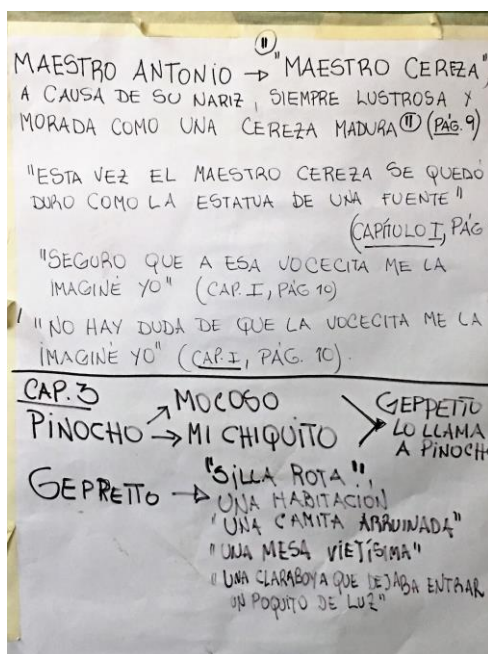 "
MAESTRO ANTONIO → "MAESTRO CEREZA",
A CAUSA DE SU NARIZ, SIEMPRE LUSTROSA Y
MORADA COMO UNA CEREZA MADURA" (PÁG. 9)
"ESTA VEZ EL MAESTRO CEREZA SE QUEDÓ
DURO COMO LA ESTATUA DE UNA FUENTE"
(CAPÍTULO I, PÁG
"SEGURO QUE A ESA VOCECITA ME LA
IMAGINÉ YO" (CAP. I, PÁG 10)
"NO HAY DUDA DE QUE LA VOCECITA ME LA
IMAGINÉ YO" (CAP. I, PÁG. 10).
CAP. 3
PINOCHO → MOCOSO
→ MI CHIQUITO
GEPPETTO
LO LLAMA
A PINOCH
GEPPETTO → "SILLA ROTA",
UNA HABITACIÓN
"UNA CAMITA ARRUINADA"
"UNA MESA VIETÍSIMA"
"UNA CLARABOYA QUE DEJABA ENTRAR
UN POQUITO DE LUZ"